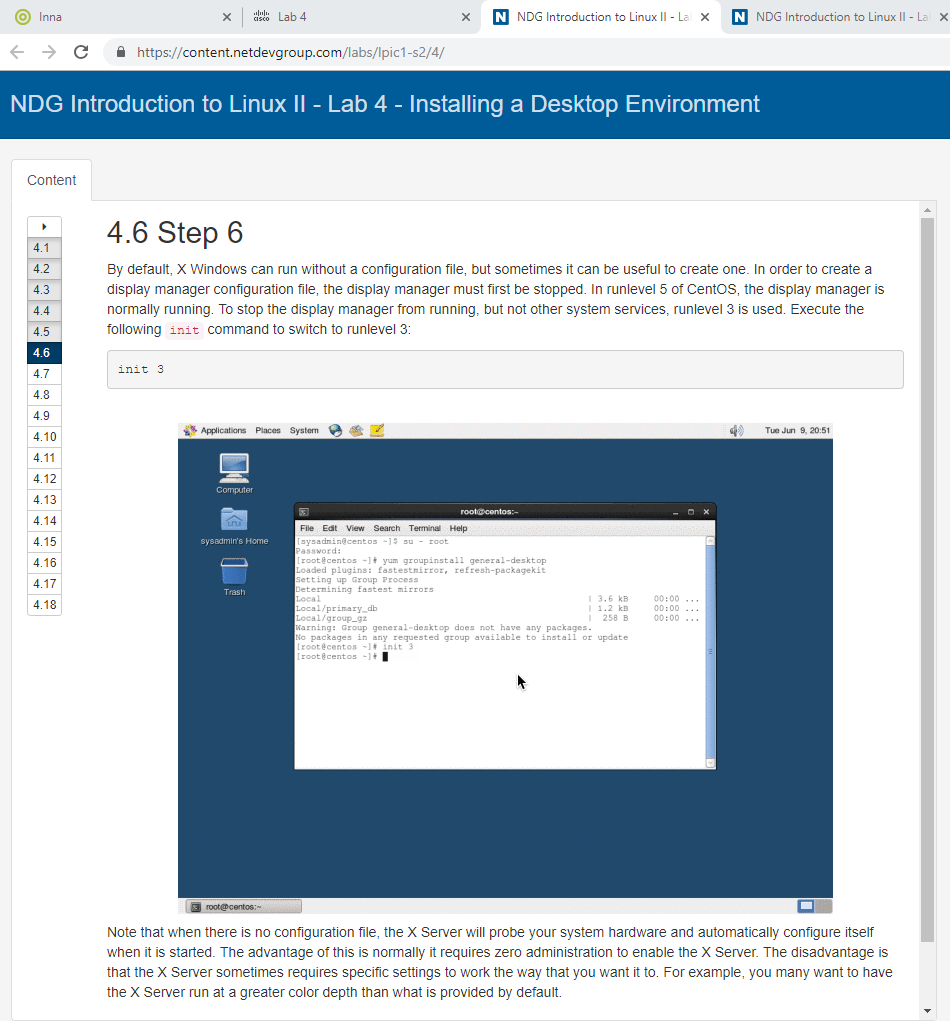 Inna
Lab 4
NDG Introduction to Linux II - La
NDG Introduction to Linux II - La
https://content.netdevgroup.com/labs/lpic1-s2/4/
NDG Introduction to Linux II - Lab 4 - Installing a Desktop Environment
Content
4.1
4.2
4.3
4.4
4.5
4.6
4.7
4.8
4.9
4.10
4.11
4.12
4.13
4.14
4.15
4.16
4.17
4.18
4.6 Step 6
By default, X Windows can run without a configuration file, but sometimes it can be useful to create one. In order to create a
display manager configuration file, the display manager must first be stopped. In runlevel 5 of CentOS, the display manager is
normally running. To stop the display manager from running, but not other system services, runlevel 3 is used. Execute the
following init command to switch to runlevel 3:
init 3
Applications Places System
Tue Jun 9, 20:51
Computer
sysadmin's Home
Trash
root@centos:~
File Edit View Search Terminal Help
[sysadmin@centos ~]$ su - root
Password:
[root@centos ~]# yum groupinstall general-desktop
Loaded plugins: fastestmirror, refresh-packagekit
Setting up Group Process
Determining fastest mirrors
Local | 3.6 kB 00:00 ...
Local/primary_db | 1.2 kB 00:00 ...
Local/group_gz | 258 B 00:00 ...
Warning: Group general-desktop does not have any packages.
No packages in any requested group available to install or update
[root@centos ~]# init 3
[root@centos ~]#
root@centos:~
Note that when there is no configuration file, the X Server will probe your system hardware and automatically configure itself
when it is started. The advantage of this is normally it requires zero administration to enable the X Server. The disadvantage is
that the X Server sometimes requires specific settings to work the way that you want it to. For example, you many want to have
the X Server run at a greater color depth than what is provided by default.